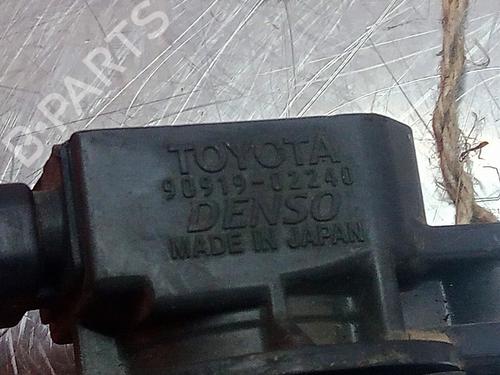 B-PARTS
TOYOTA
90919-02240
DENSO
MADE IN JAPAN